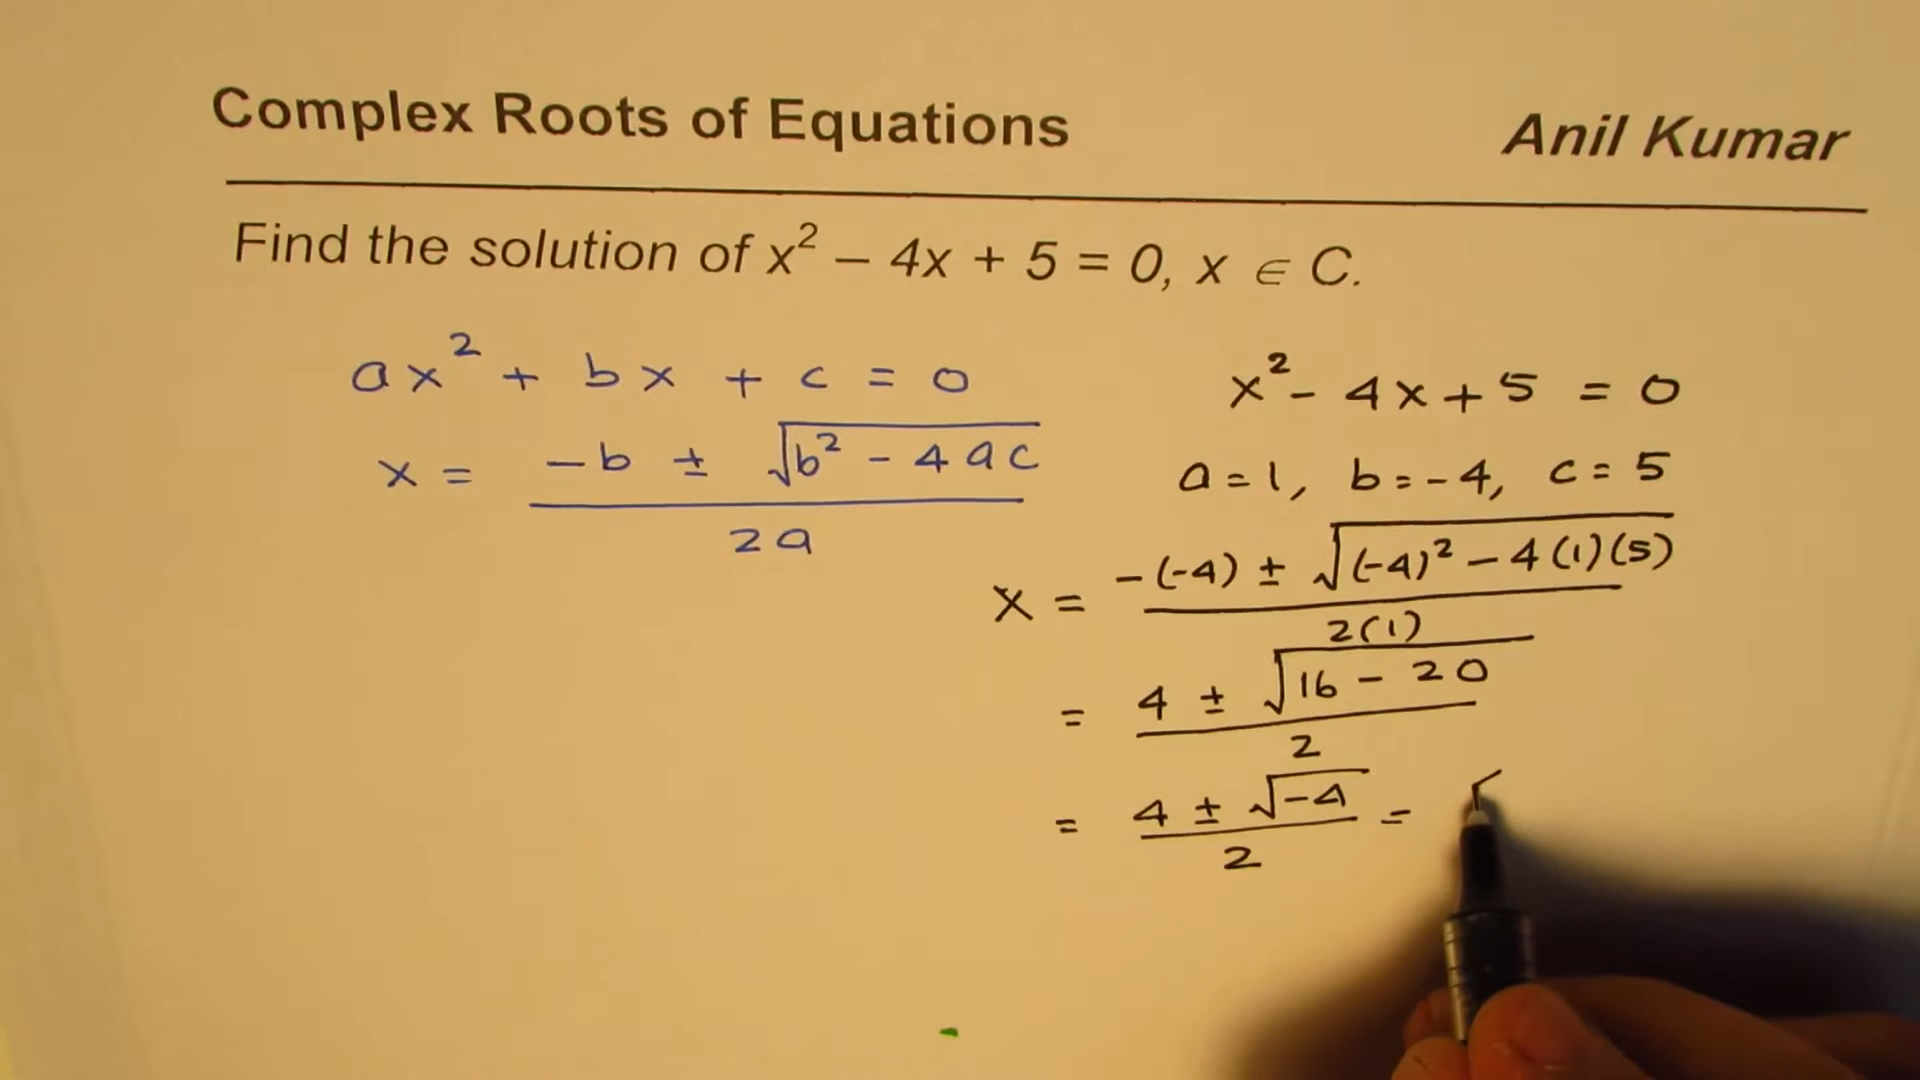 Complex Roots of Equations
Anil Kumar
Find the solution of x² – 4x + 5 = 0, x ∈ C.
ax² + bx + c = 0
x = (-b ± √(b² - 4ac)) / 2a
x² - 4x + 5 = 0
a = 1, b = -4, c = 5
x = (-(-4) ± √((-4)² - 4(1)(5))) / 2(1)
= (4 ± √(16 - 20)) / 2
= (4 ± √-4) / 2 =